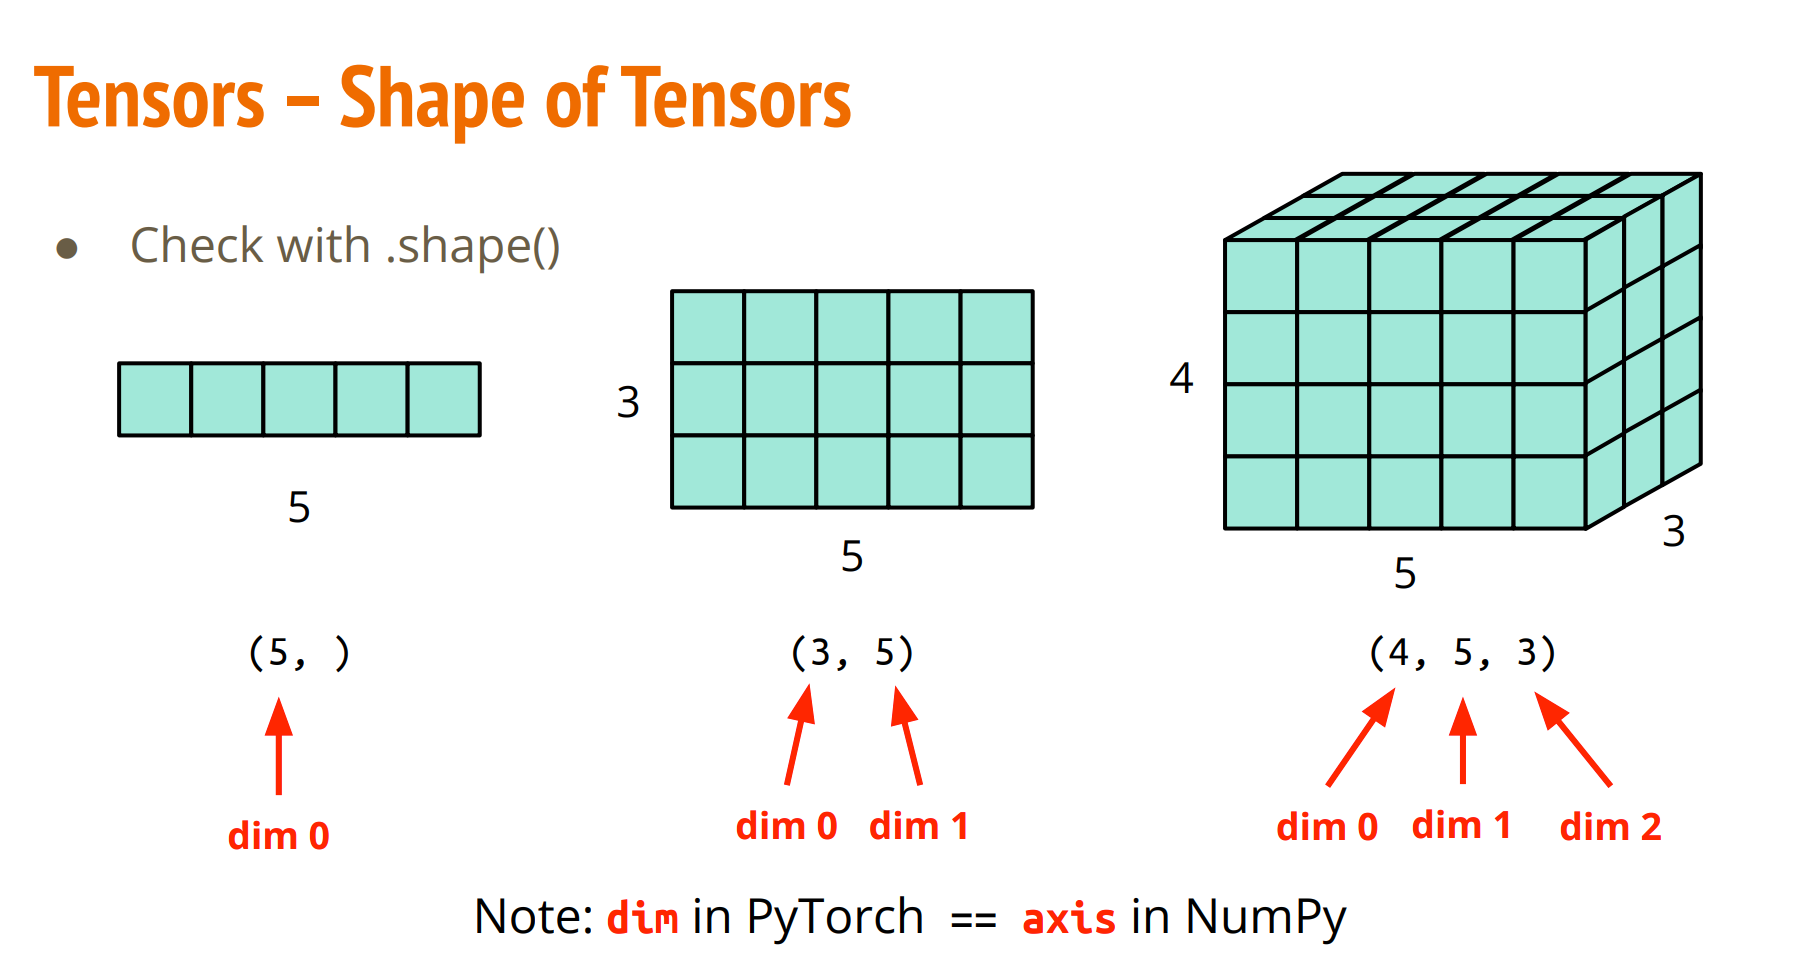 Tensors – Shape of Tensors
● Check with .shape()
5
3
5
4
3
5
(5, )
(3, 5)
(4, 5, 3)
dim 0
dim 0 dim 1
dim 0 dim 1 dim 2
Note: dim in PyTorch == axis in NumPy